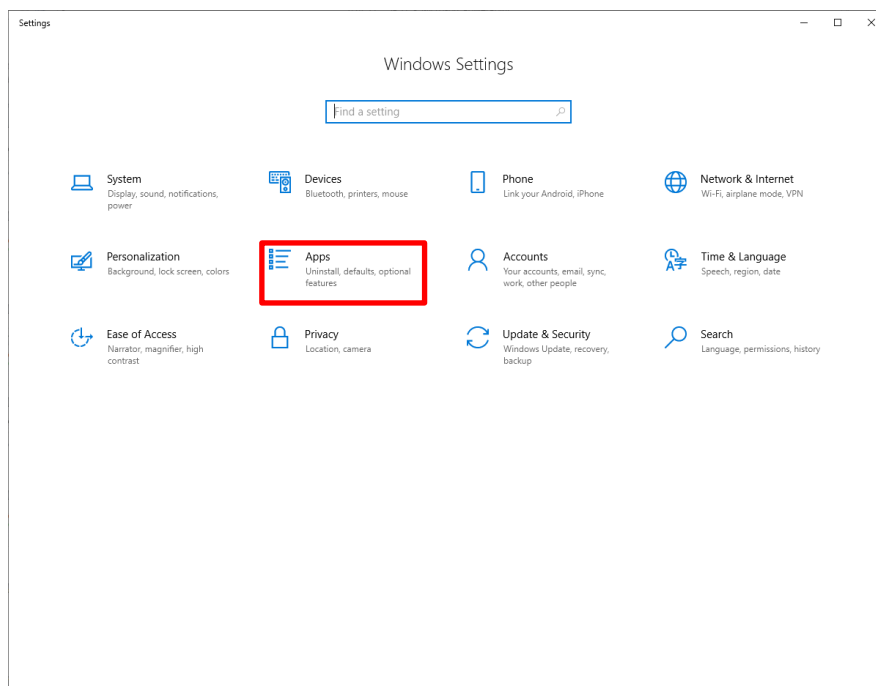 Settings
Windows Settings
Find a setting
System
Display, sound, notifications,
power
Devices
Bluetooth, printers, mouse
Phone
Link your Android, iPhone
Network & Internet
Wi-Fi, airplane mode, VPN
Personalization
Background, lock screen, colors
Apps
Uninstall, defaults, optional
features
Accounts
Your accounts, email, sync,
work, other people
Time & Language
Speech, region, date
Ease of Access
Narrator, magnifier, high
contrast
Privacy
Location, camera
Update & Security
Windows Update, recovery,
backup
Search
Language, permissions, history